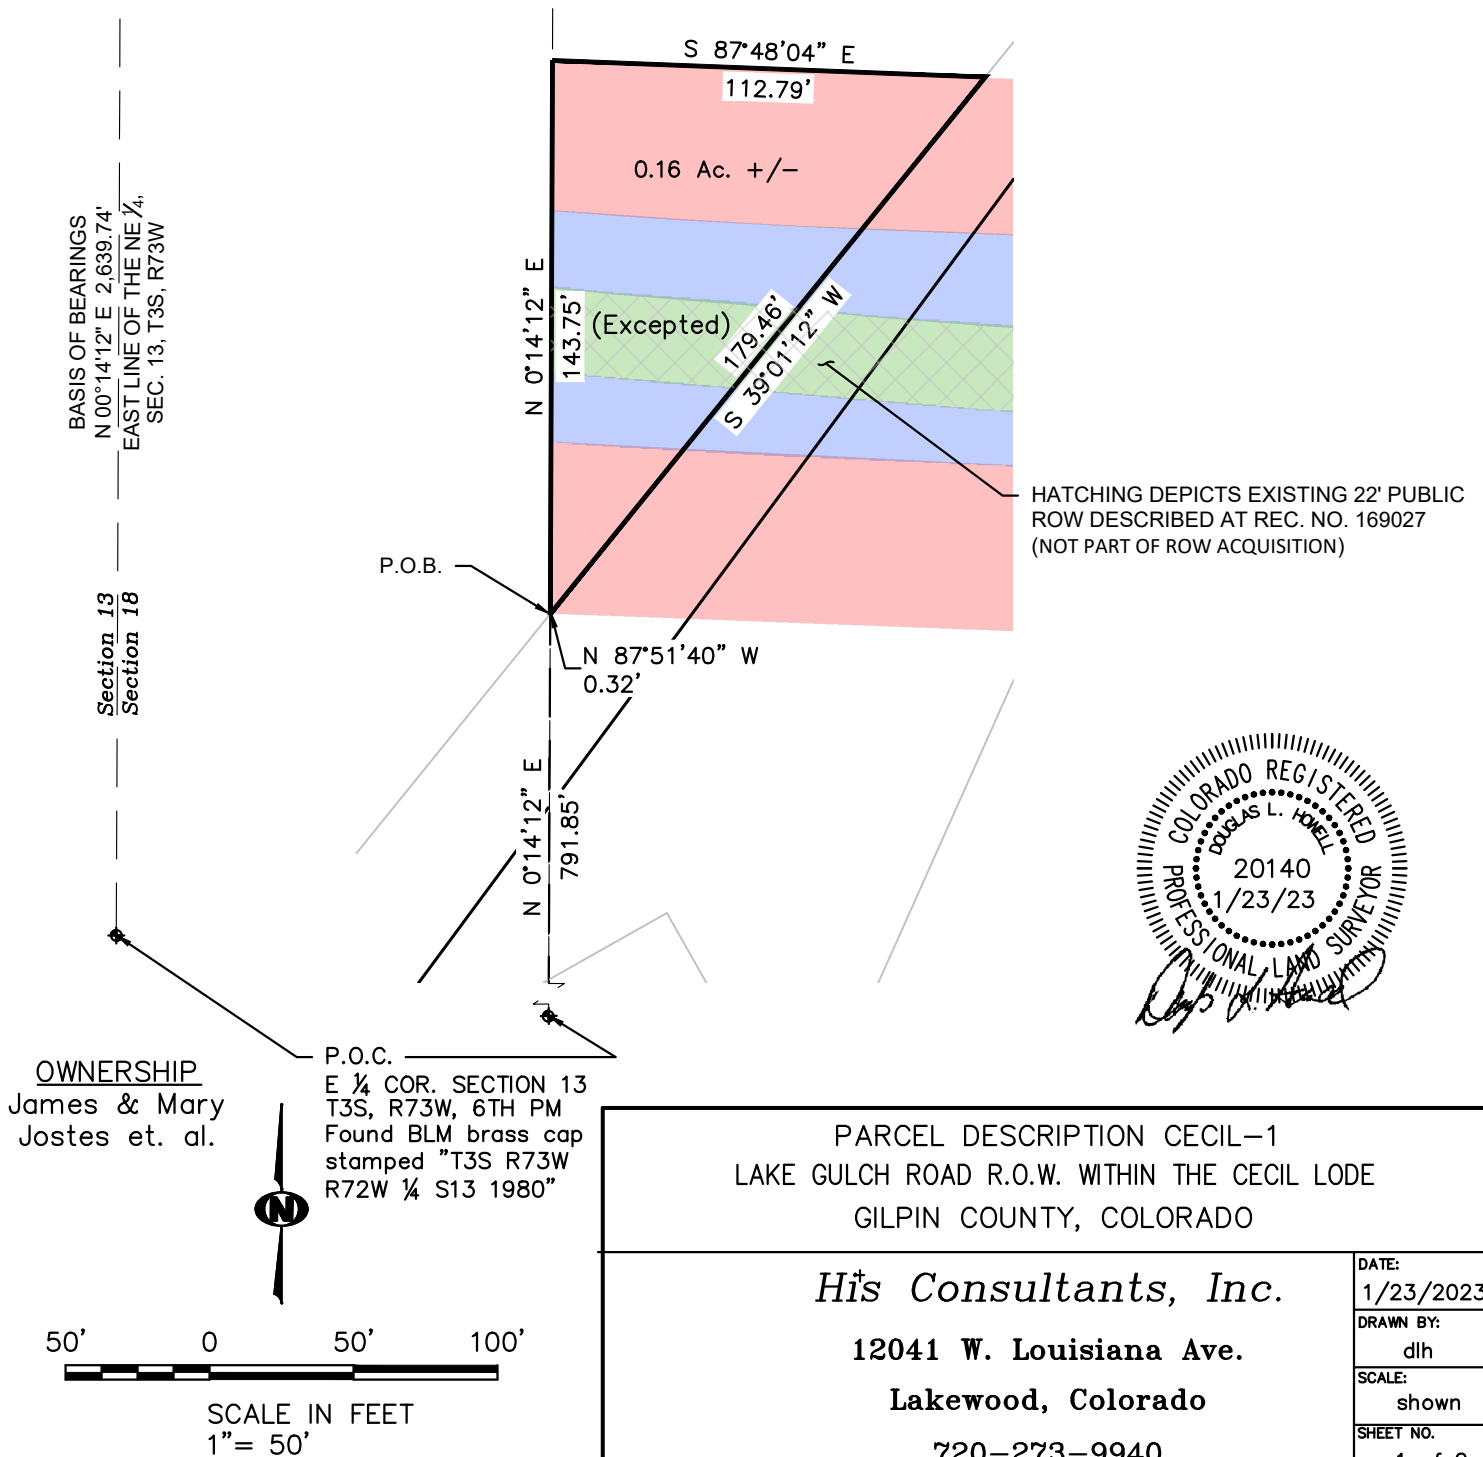 S 87°48'04" E
112.79'
0.16 Ac. +/-
BASIS OF BEARINGS
N 00°14'12" E 2,639.74'
EAST LINE OF THE NE ¼,
SEC. 13, T3S, R73W
N 0°14'12" E
143.75'
(Excepted)
179.46'
S 39°01'12" W
HATCHING DEPICTS EXISTING 22' PUBLIC
ROW DESCRIBED AT REC. NO. 169027
(NOT PART OF ROW ACQUISITION)
P.O.B.
Section 13
Section 18
N 87°51'40" W
0.32'
N 0°14'12" E
791.85'
COLORADO REGISTERED
DOUGLAS L. HOWELL
20140
1/23/23
PROFESSIONAL LAND SURVEYOR
P.O.C.
E ¼ COR. SECTION 13
T3S, R73W, 6TH PM
Found BLM brass cap
stamped "T3S R73W
R72W ¼ S13 1980"
OWNERSHIP
James & Mary
Jostes et. al.
N
50' 0 50' 100'
SCALE IN FEET
1"= 50'
PARCEL DESCRIPTION CECIL-1
LAKE GULCH ROAD R.O.W. WITHIN THE CECIL LODE
GILPIN COUNTY, COLORADO
His Consultants, Inc.
12041 W. Louisiana Ave.
Lakewood, Colorado
720-273-9940
DATE:
1/23/2023
DRAWN BY:
dlh
SCALE:
shown
SHEET NO.